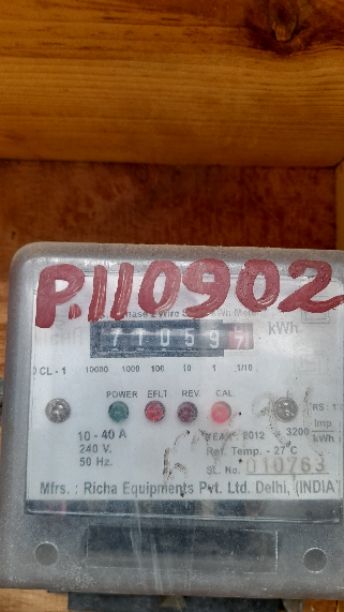 P.110902
Phase 2 Wire
kWh
71059
CL - 1 10000 1000 100 10 1 1/10
POWER EFLT REV. CAL.
10 - 40 A
240 V.
50 Hz.
YEAR 2012
Ref. Temp. - 27°C
SL. No. 010763
3200
Imp
kWh
Mfrs. : Richa Equipments Pvt. Ltd. Delhi, (INDIA)